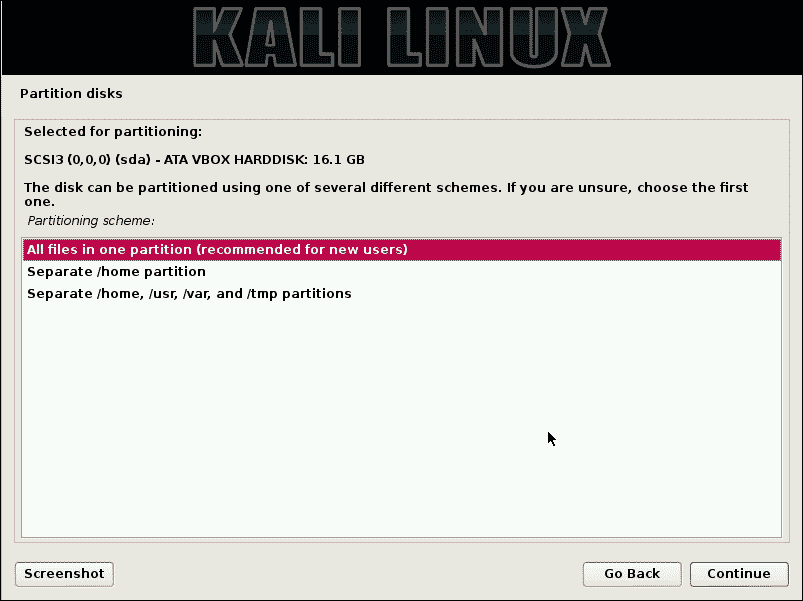 KALI LINUX
Partition disks
Selected for partitioning:
SCSI3 (0,0,0) (sda) - ATA VBOX HARDDISK: 16.1 GB
The disk can be partitioned using one of several different schemes. If you are unsure, choose the first
one.
Partitioning scheme:
All files in one partition (recommended for new users)
Separate /home partition
Separate /home, /usr, /var, and /tmp partitions
Screenshot
Go Back
Continue